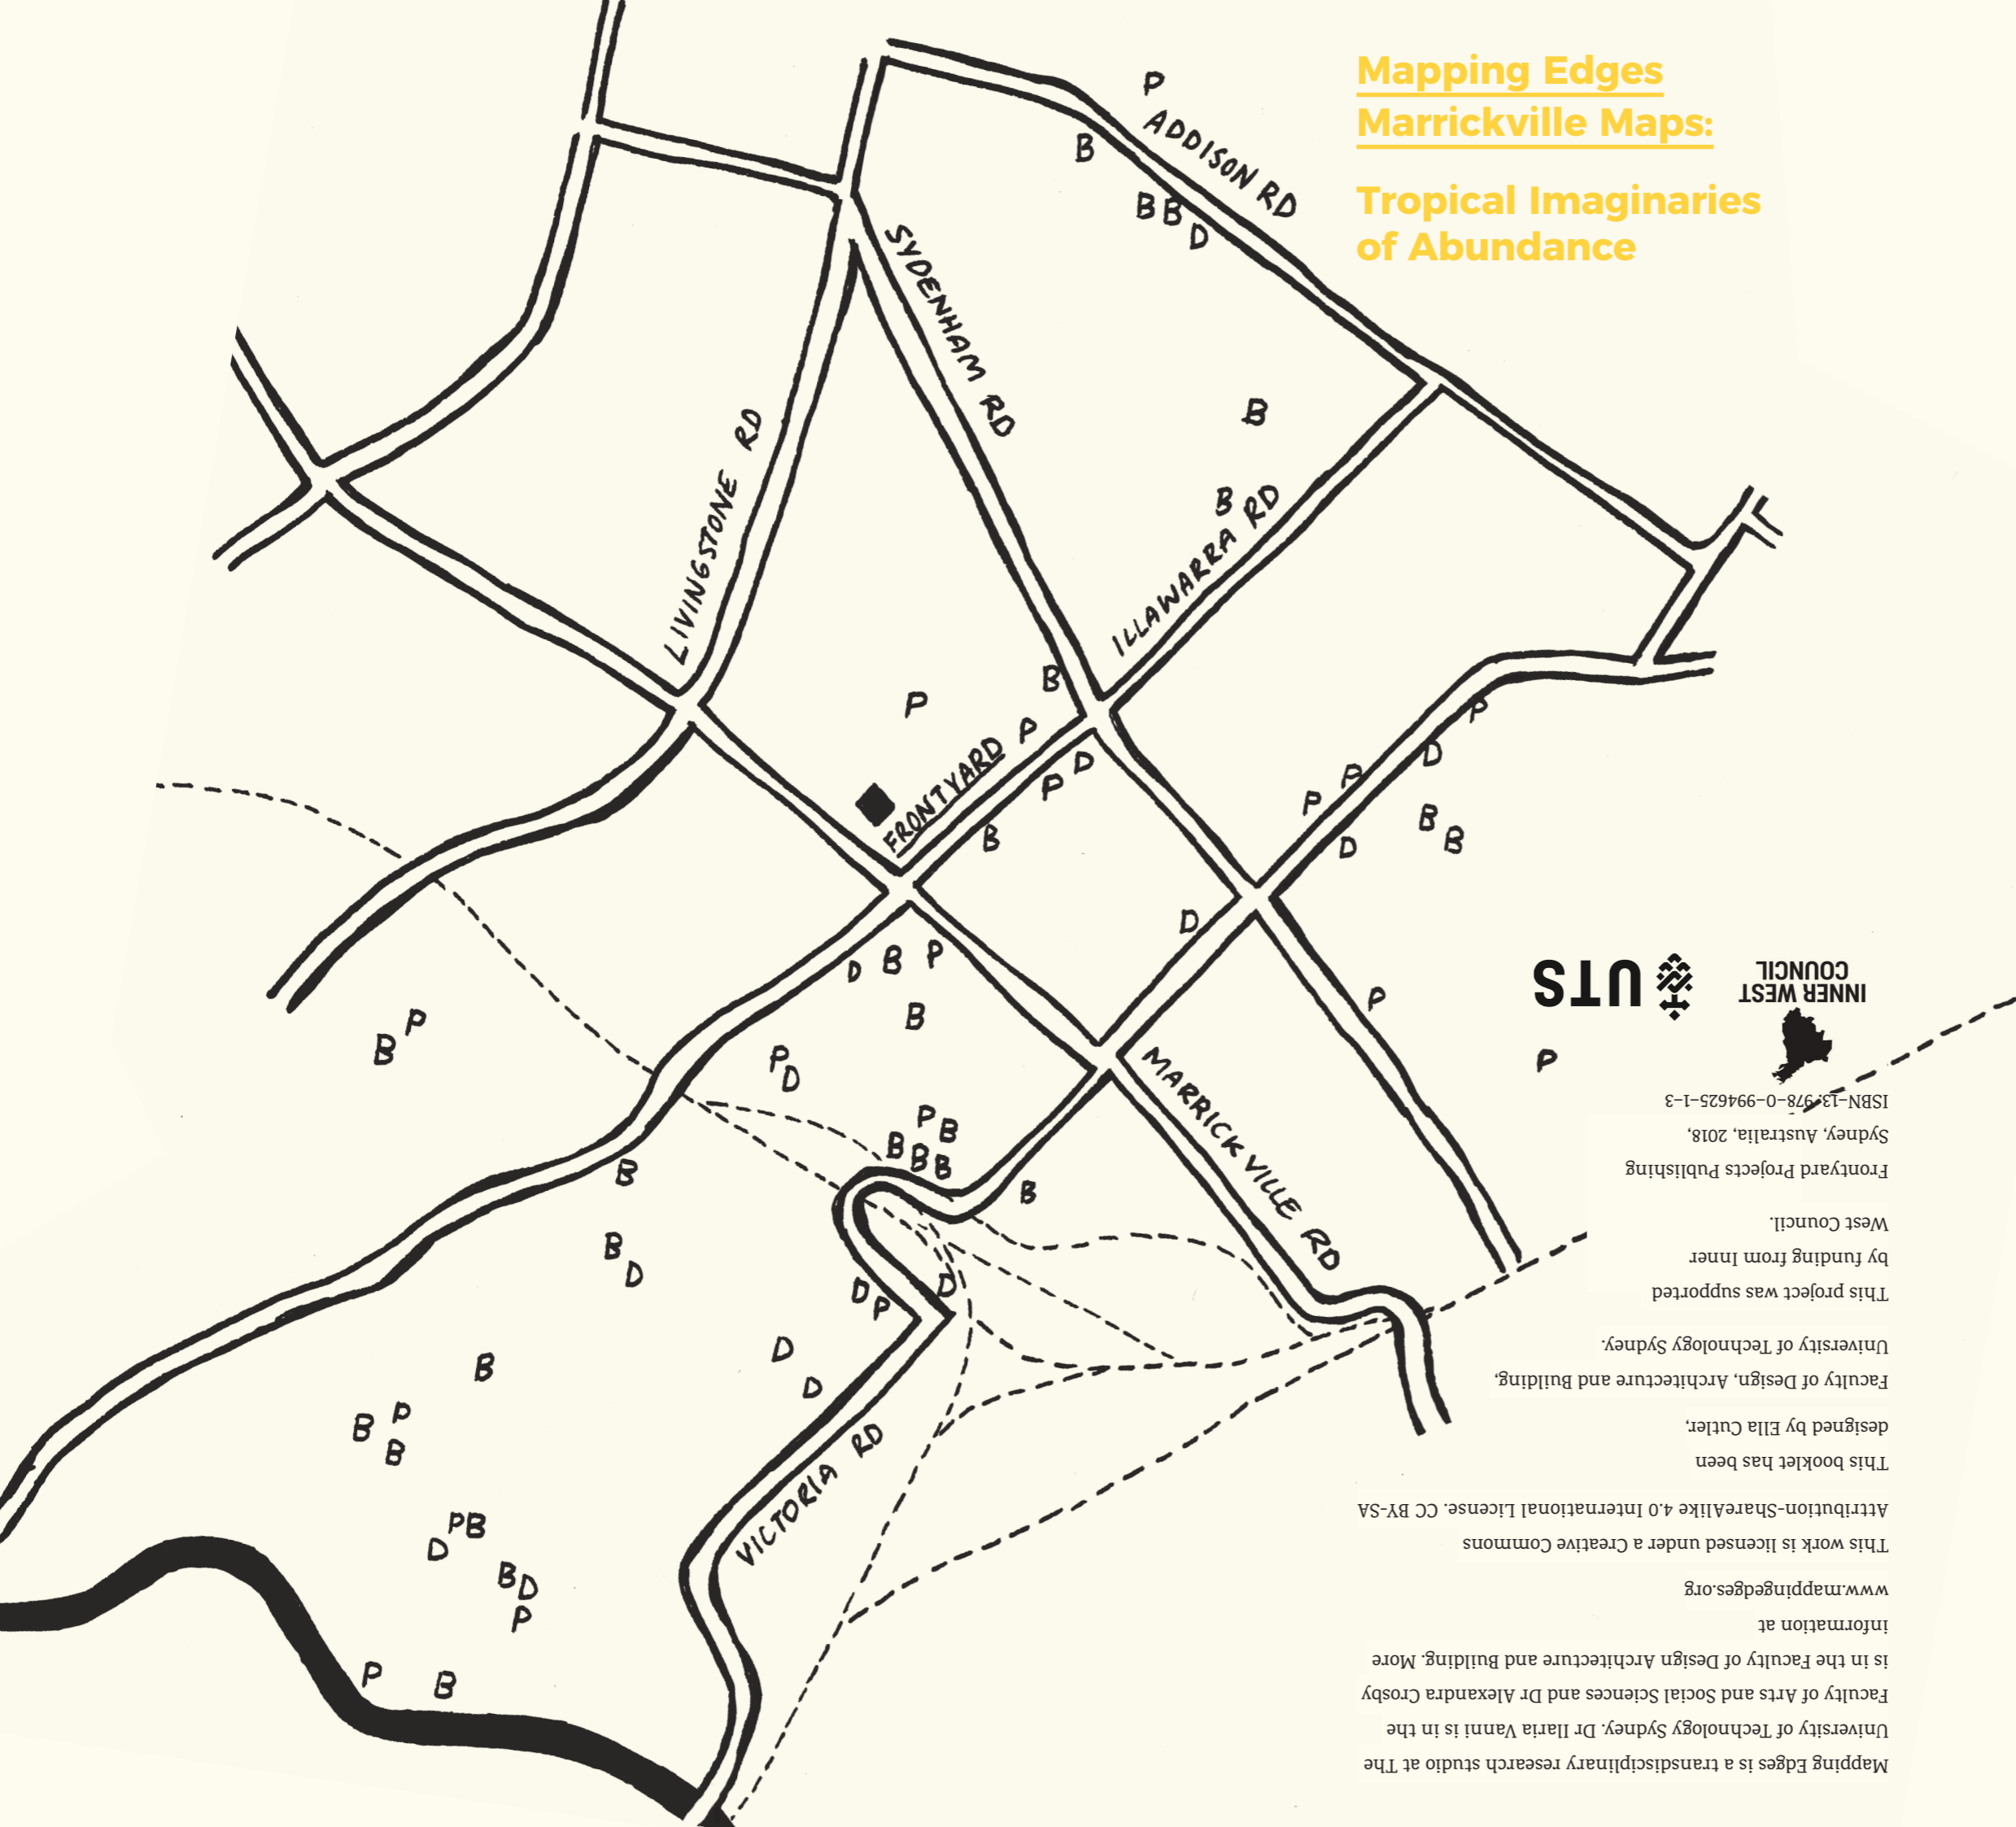 Mapping Edges
Marrickville Maps:
Tropical Imaginaries
of Abundance
P
ADDISON RD
B
BB
D
SYDENHAM RD
LIVINGSTONE RD
B
B
ILLAWARRA RD
B
P
P
FRONTYARD
D
P
B
P
D
P
P
D
B
B
D
P
P
D B P
B
P
B
P
D
P B
B B B
B
MARRICKVILLE RD
B
B
D
D
D P
D
D
B
P
B
B
VICTORIA RD
PB
D
B D
P
P
B
Mapping Edges is a transdisciplinary research studio at The
University of Technology Sydney. Dr Ilaria Vanni is in the
Faculty of Arts and Social Sciences and Dr Alexandra Crosby
is in the Faculty of Design Architecture and Building. More
information at
www.mappingedges.org
This work is licensed under a Creative Commons
Attribution-ShareAlike 4.0 International License. CC BY-SA
This booklet has been
designed by Ella Cutler,
Faculty of Design, Architecture and Building,
University of Technology Sydney.
This project was supported
by funding from Inner
West Council.
Frontyard Projects Publishing
Sydney, Australia, 2018,
ISBN-13: 978-0-994625-1-3
INNER WEST
COUNCIL
UTS